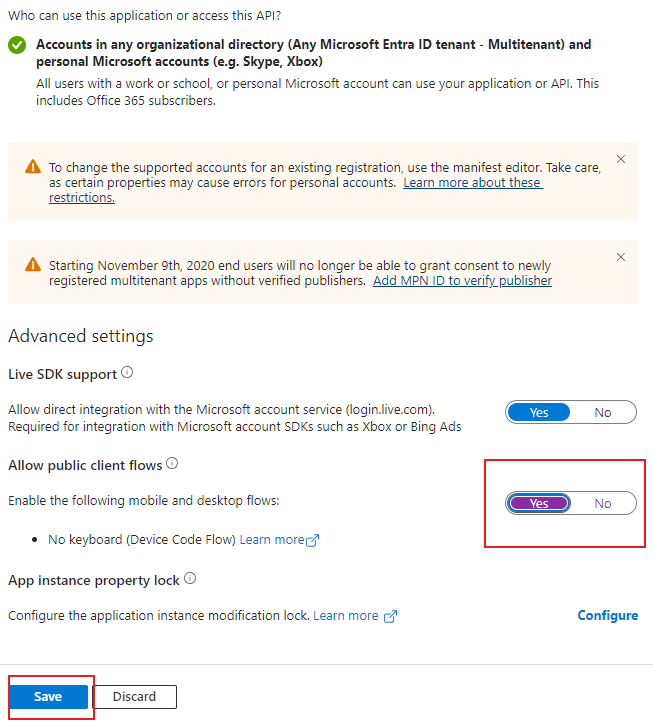 Who can use this application or access this API?
Accounts in any organizational directory (Any Microsoft Entra ID tenant - Multitenant) and
personal Microsoft accounts (e.g. Skype, Xbox)
All users with a work or school, or personal Microsoft account can use your application or API. This
includes Office 365 subscribers.
To change the supported accounts for an existing registration, use the manifest editor. Take care,
as certain properties may cause errors for personal accounts. Learn more about these
restrictions.
Starting November 9th, 2020 end users will no longer be able to grant consent to newly
registered multitenant apps without verified publishers. Add MPN ID to verify publisher
Advanced settings
Live SDK support
Allow direct integration with the Microsoft account service (login.live.com).
Required for integration with Microsoft account SDKs such as Xbox or Bing Ads
Yes No
Allow public client flows
Enable the following mobile and desktop flows:
Yes No
• No keyboard (Device Code Flow) Learn more
App instance property lock
Configure the application instance modification lock. Learn more
Configure
Save Discard